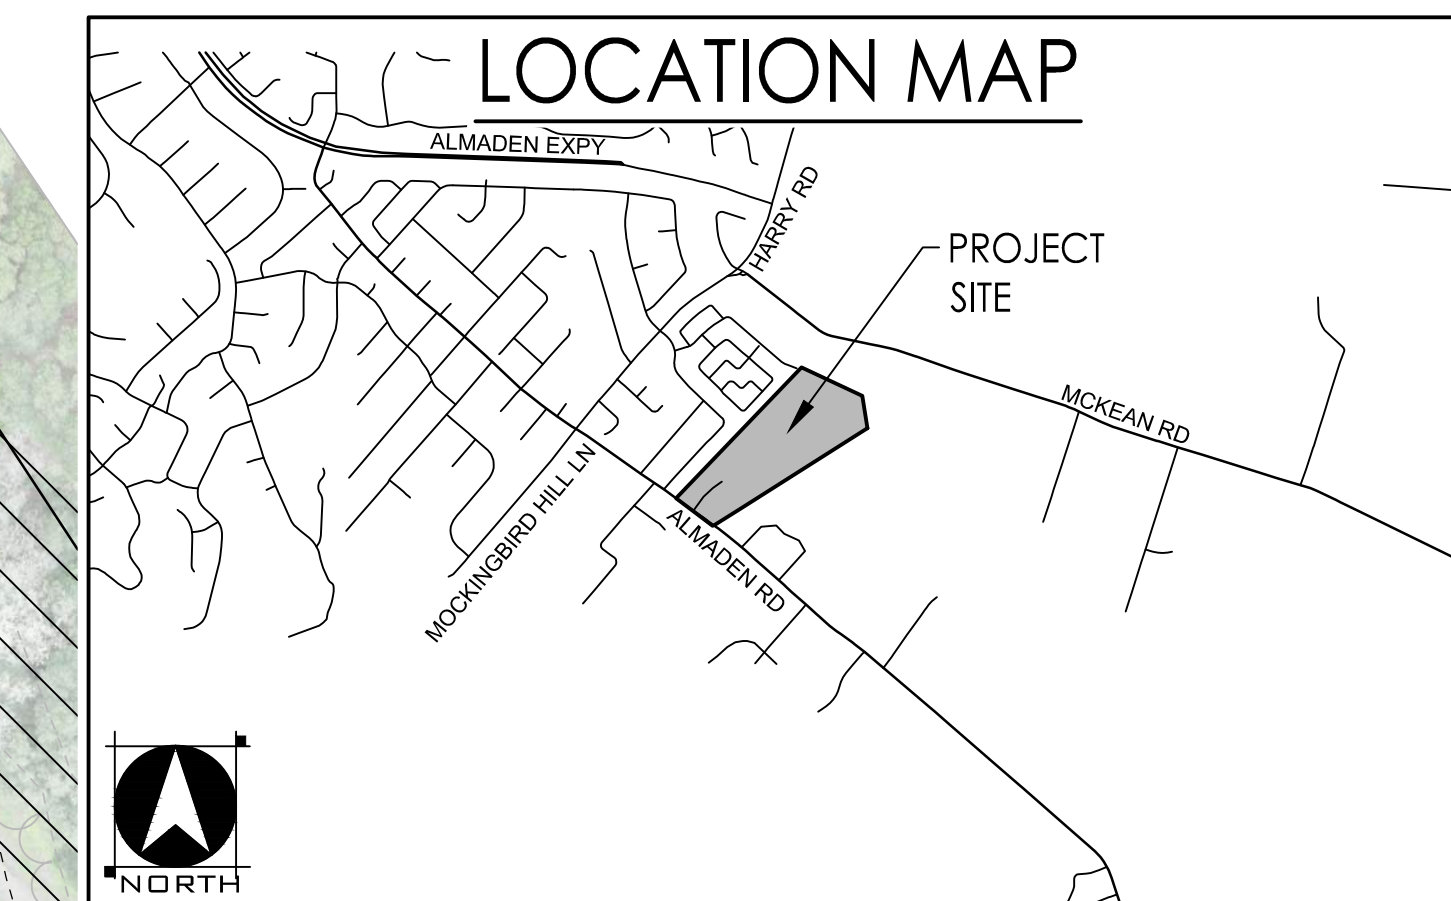 LOCATION MAP
ALMADEN EXPY
HARRY RD
PROJECT
SITE
MCKEAN RD
MOCKINGBIRD HILL LN
ALMADEN RD
NORTH